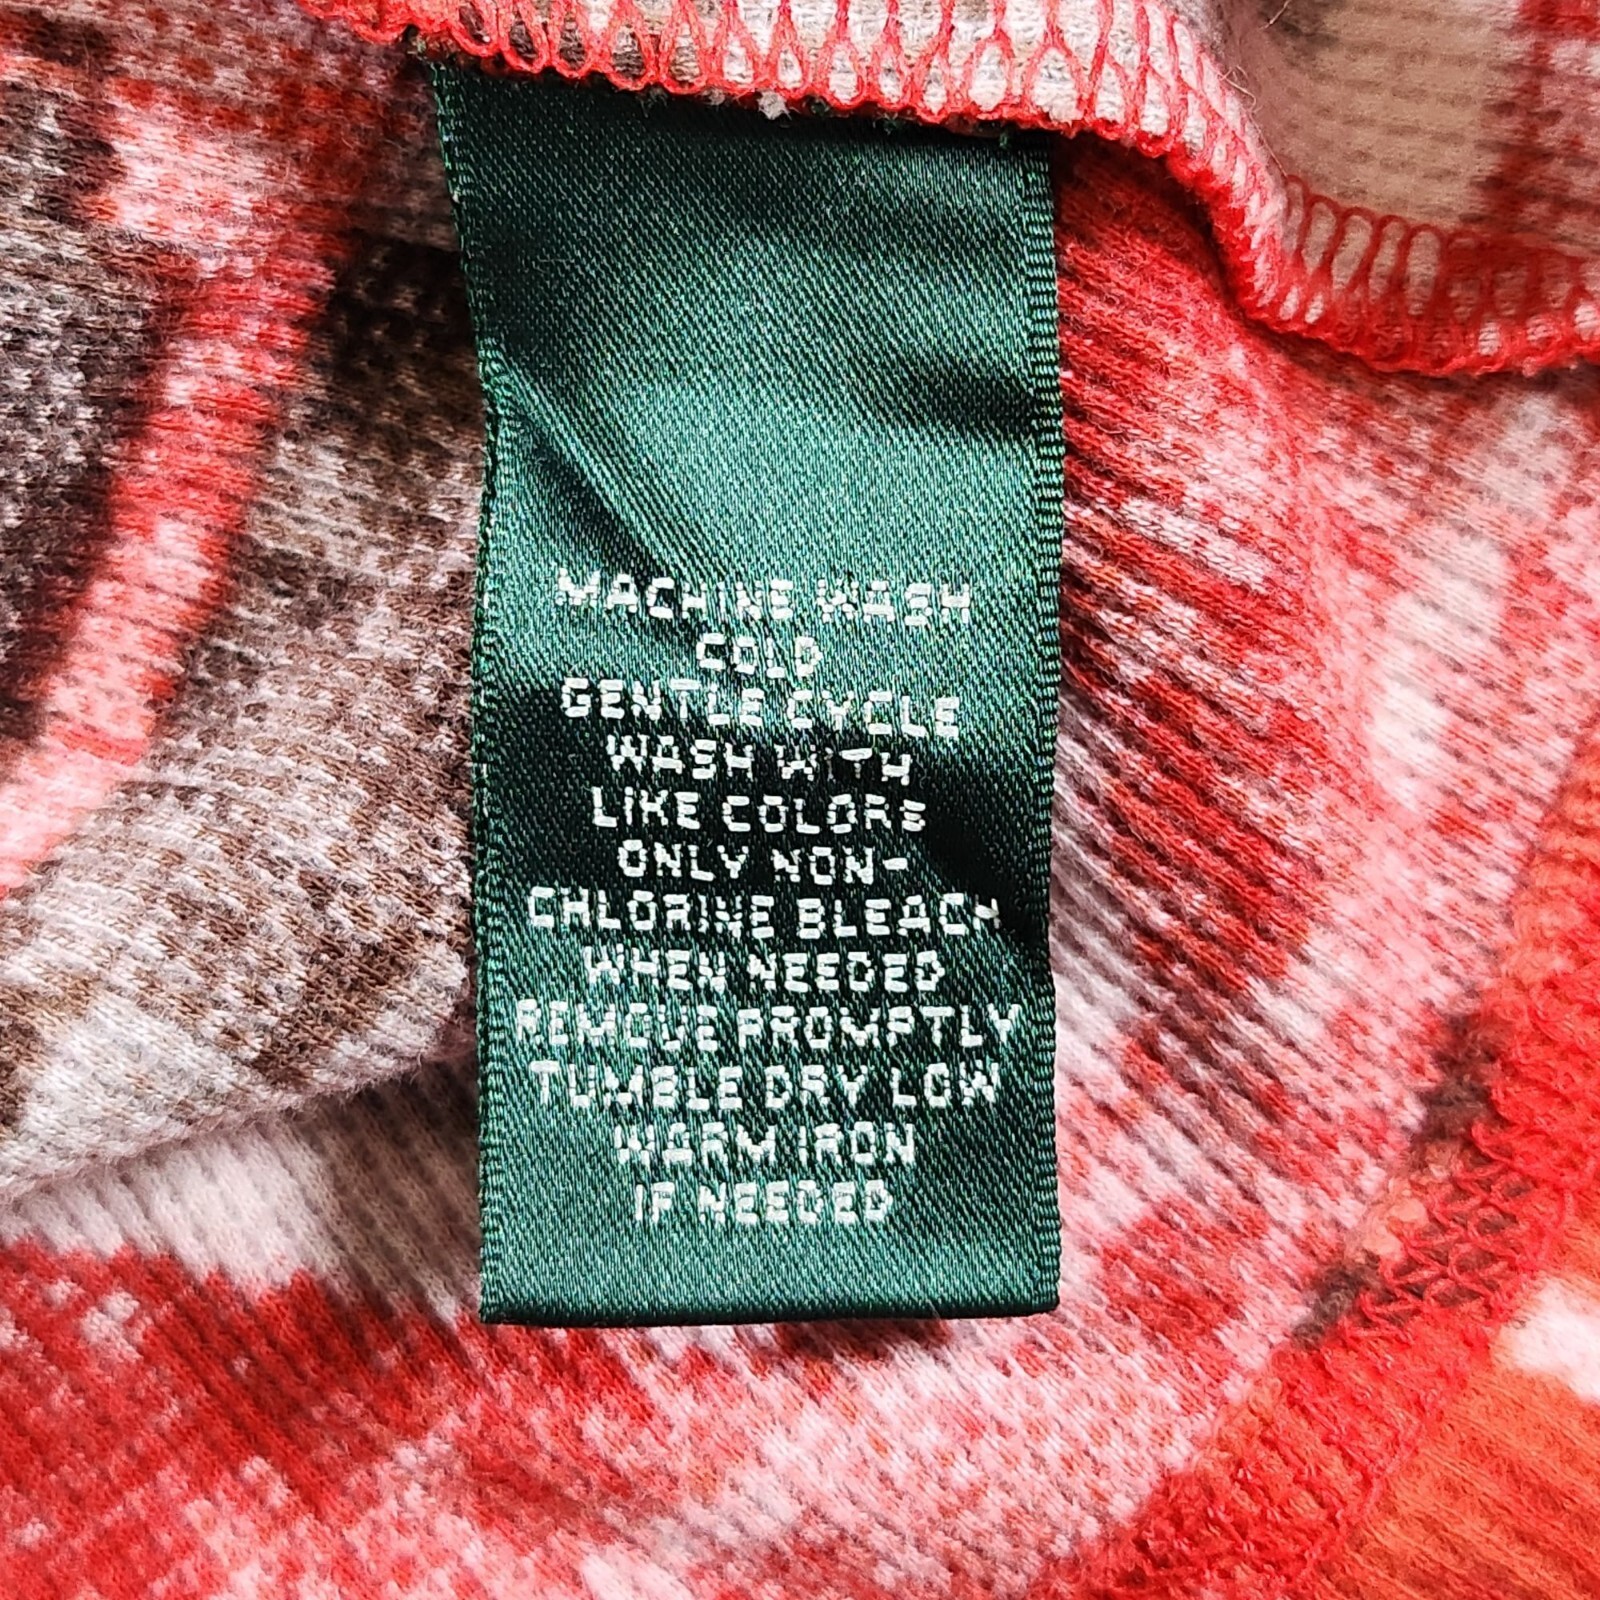 MACHINE WASH
COLD
GENTLE CYCLE
WASH WITH
LIKE COLORS
ONLY NON-
CHLORINE BLEACH
WHEN NEEDED
REMOVE PROMPTLY
TUMBLE DRY LOW
WARM IRON
IF NEEDED